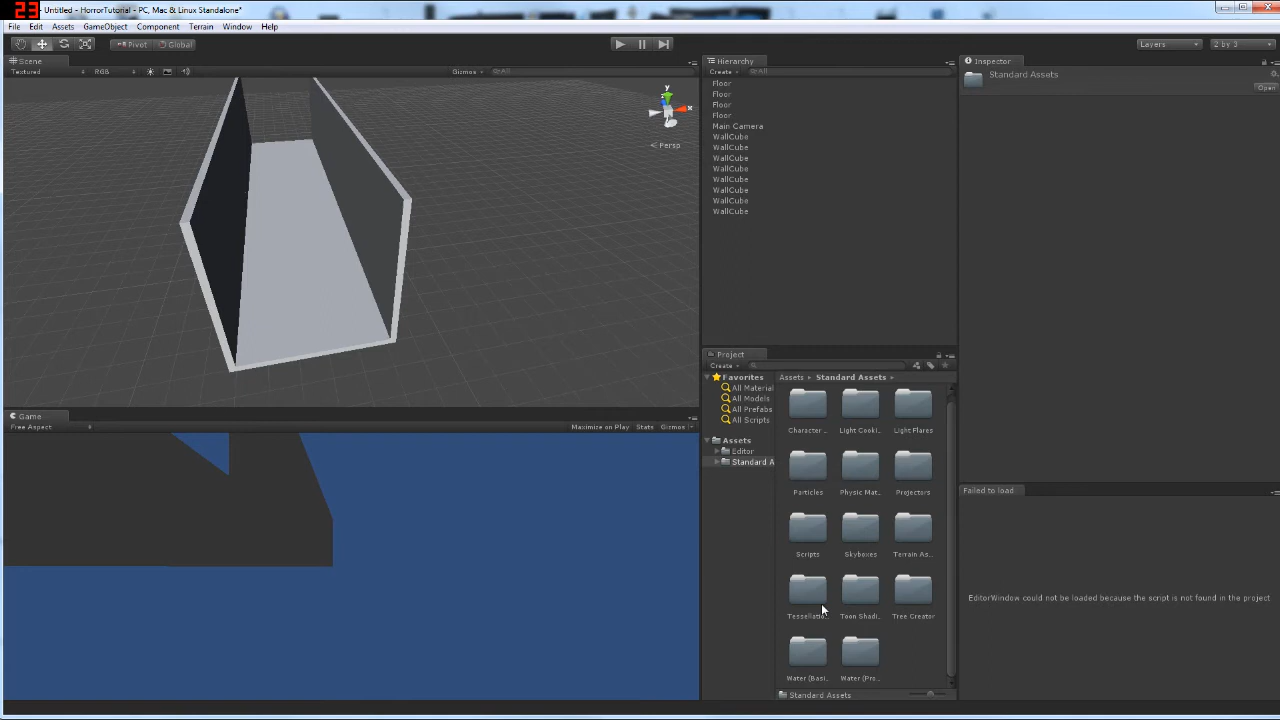 23
Untitled - HorrorTutorial - PC, Mac & Linux Standalone*
File Edit Assets GameObject Component Terrain Window Help
Pivot Global Layers 2 by 3
Scene
Textured RGB Gizmos All
y
x
Persp
Game
Free Aspect Maximize on Play Stats Gizmos
Hierarchy
Create All
Floor
Floor
Floor
Floor
Main Camera
WallCube
WallCube
WallCube
WallCube
WallCube
WallCube
WallCube
WallCube
Project
Create
Favorites
All Material
All Models
All Prefabs
All Scripts
Assets
Editor
Standard A
Assets Standard Assets
Character .. Light Cooki.. Light Flares
Particles Physic Mat.. Projectors
Scripts Skyboxes Terrain As..
Tessellatio.. Toon Shadi.. Tree Creator
Water (Basi.. Water (Pro..
Standard Assets
Inspector
Standard Assets
Open
Failed to load
EditorWindow could not be loaded because the script is not found in the project